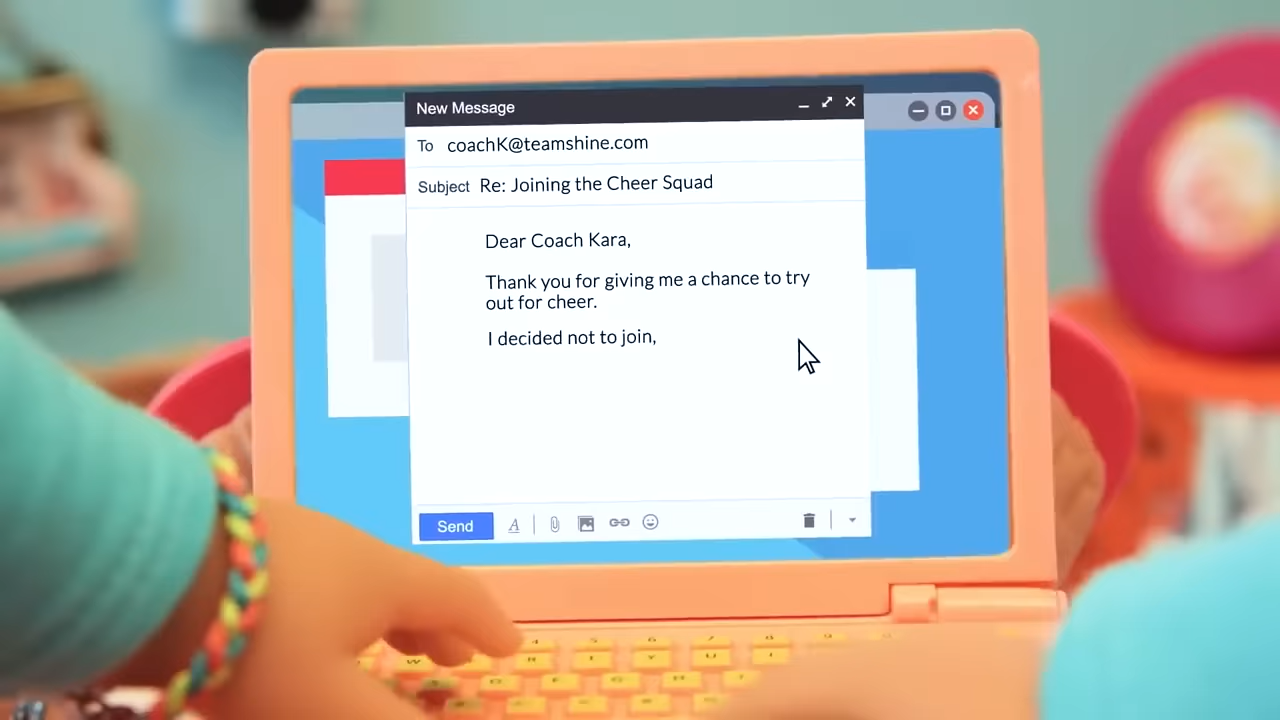 New Message
To coachK@teamshine.com
Subject Re: Joining the Cheer Squad
Dear Coach Kara,
Thank you for giving me a chance to try
out for cheer.
I decided not to join,
Send